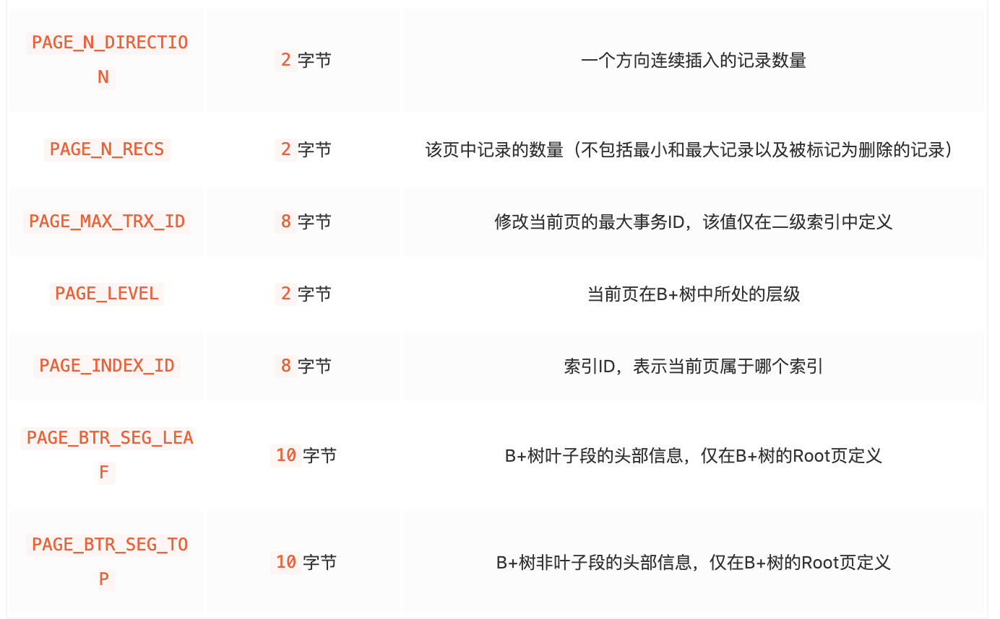 PAGE_N_DIRECTIO
N
2 字节
一个方向连续插入的记录数量
PAGE_N_RECS
2 字节
该页中记录的数量（不包括最小和最大记录以及被标记为删除的记录）
PAGE_MAX_TRX_ID
8 字节
修改当前页的最大事务ID，该值仅在二级索引中定义
PAGE_LEVEL
2 字节
当前页在B+树中所处的层级
PAGE_INDEX_ID
8 字节
索引ID，表示当前页属于哪个索引
PAGE_BTR_SEG_LEA
F
10 字节
B+树叶子段的头部信息，仅在B+树的Root页定义
PAGE_BTR_SEG_TO
P
10 字节
B+树非叶子段的头部信息，仅在B+树的Root页定义